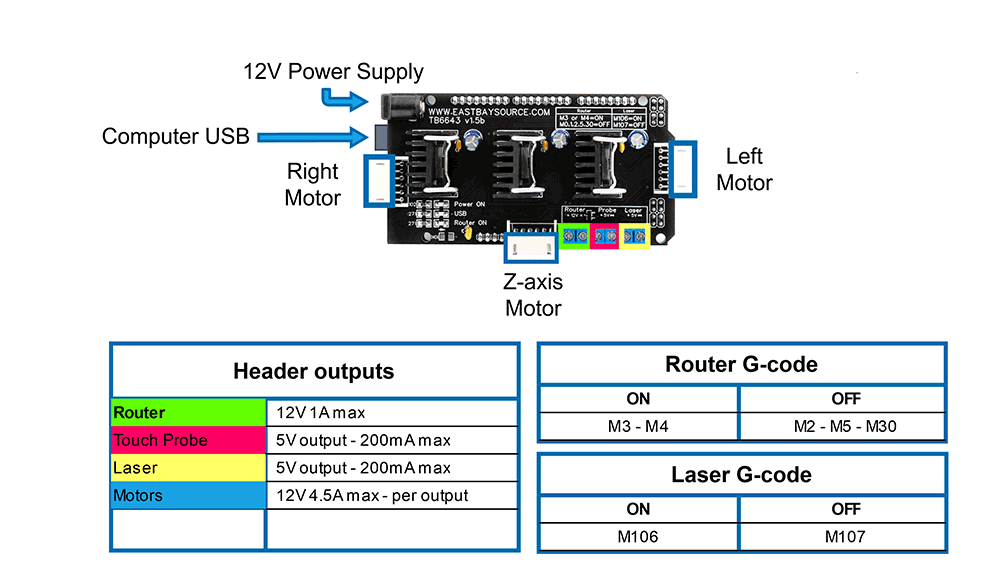 12V Power Supply
Computer USB
Right
Motor
Left
Motor
Z-axis
Motor
WWW.EASTBAYSOURCE.COM
TB6643 v1-5b
Router
M3 or M4=ON
M0,1,2,5,30=OFF
Laser
M106=ON
M107=OFF
Power ON
USB
Router ON
Router
Probe
Laser
Header outputs
Router 12V 1A max
Touch Probe 5V output - 200mA max
Laser 5V output - 200mA max
Motors 12V 4.5A max - per output
Router G-code
ON OFF
M3 - M4 M2 - M5 - M30
Laser G-code
ON OFF
M106 M107